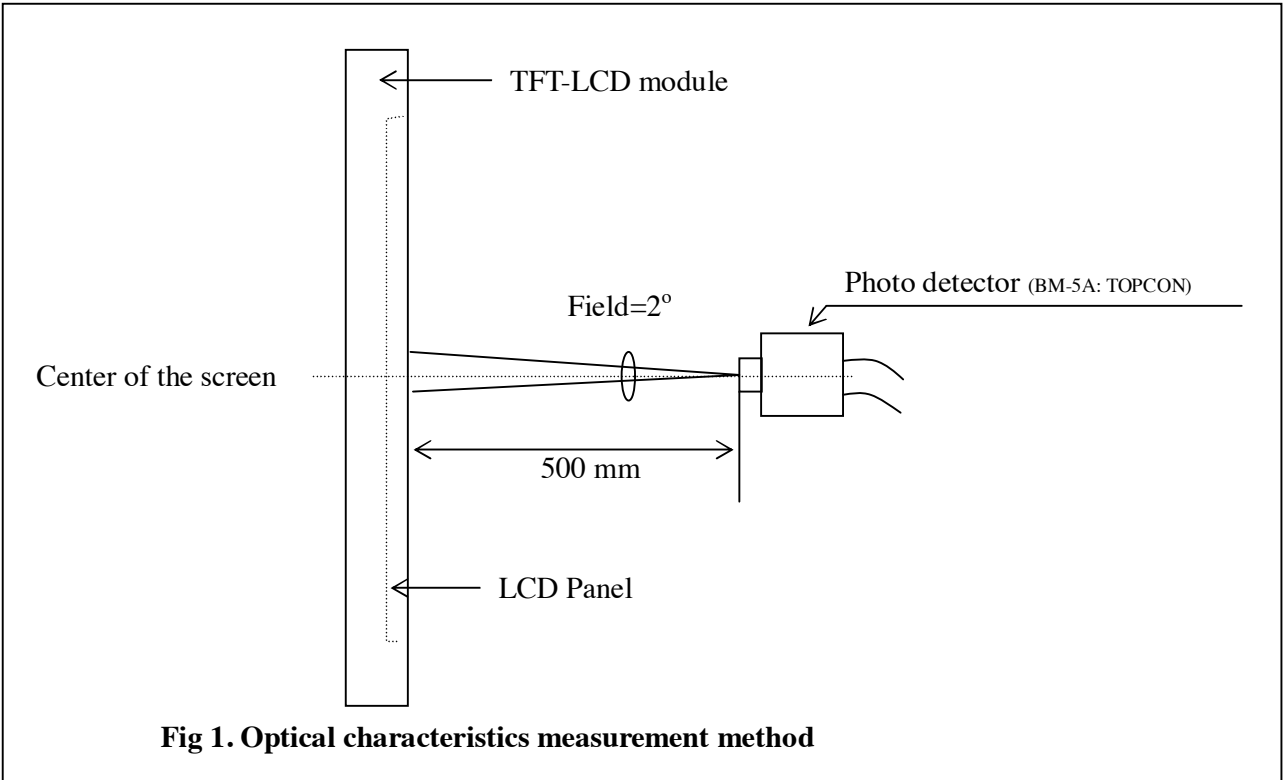 TFT-LCD module
Photo detector (BM-5A: TOPCON)
Field=2°
Center of the screen
500 mm
LCD Panel
Fig 1. Optical characteristics measurement method